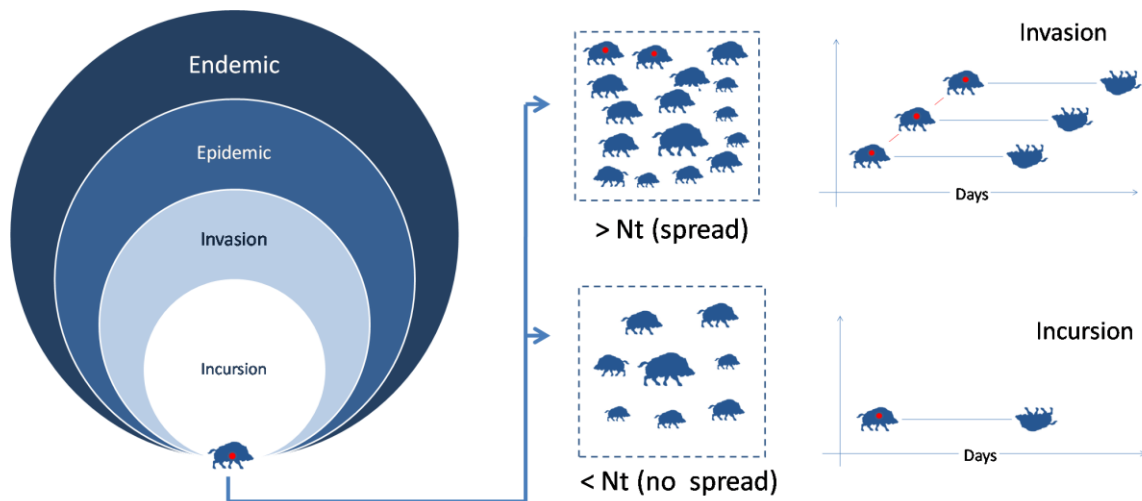 Endemic
Epidemic
Invasion
Incursion
> Nt (spread)
< Nt (no spread)
Invasion
Days
Incursion
Days